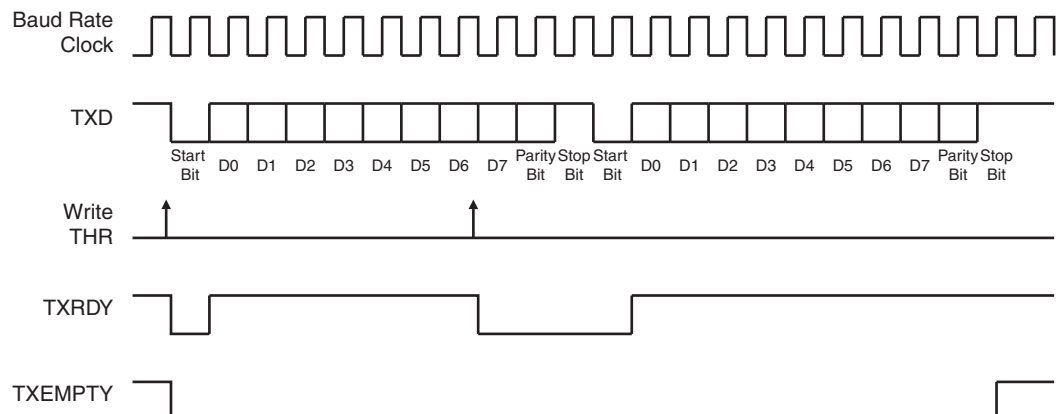 Baud Rate
Clock
TXD
Start
Bit
D0 D1 D2 D3 D4 D5 D6 D7
Parity
Bit
Stop
Bit
Start
Bit
D0 D1 D2 D3 D4 D5 D6 D7
Parity
Bit
Stop
Bit
Write
THR
TXRDY
TXEMPTY